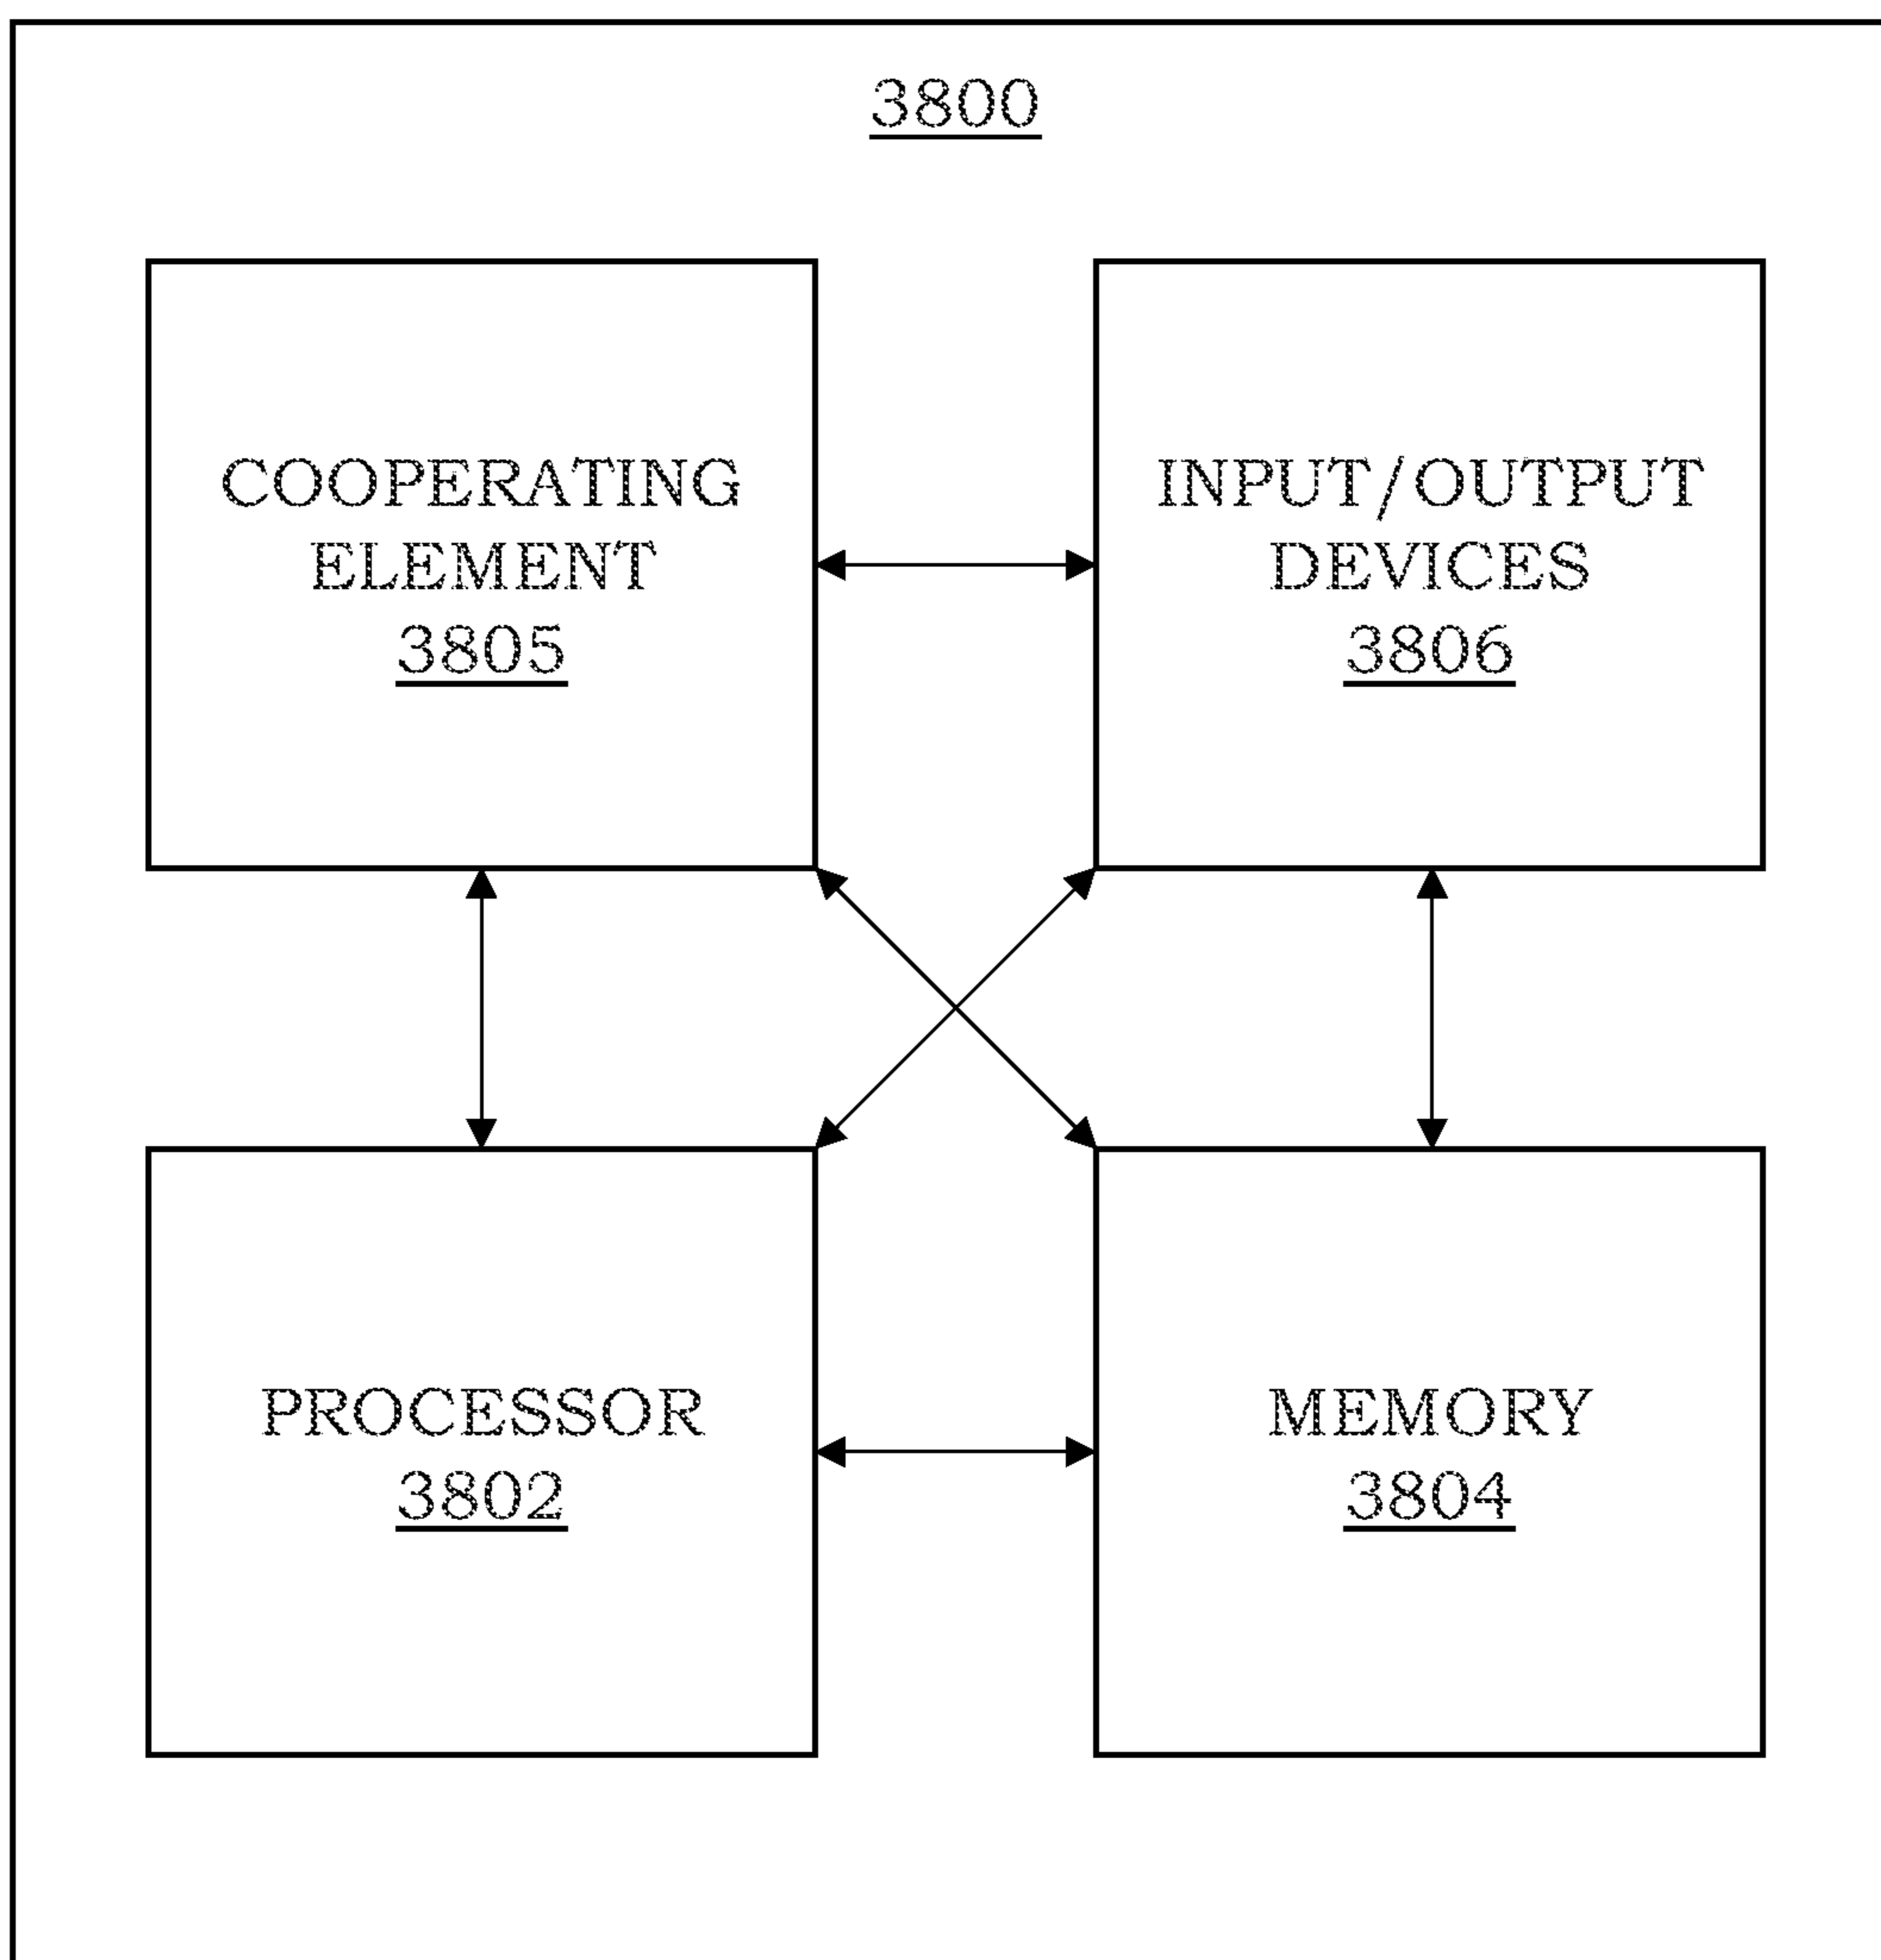 3800
COOPERATING
ELEMENT
3805
INPUT/OUTPUT
DEVICES
3806
PROCESSOR
3802
MEMORY
3804